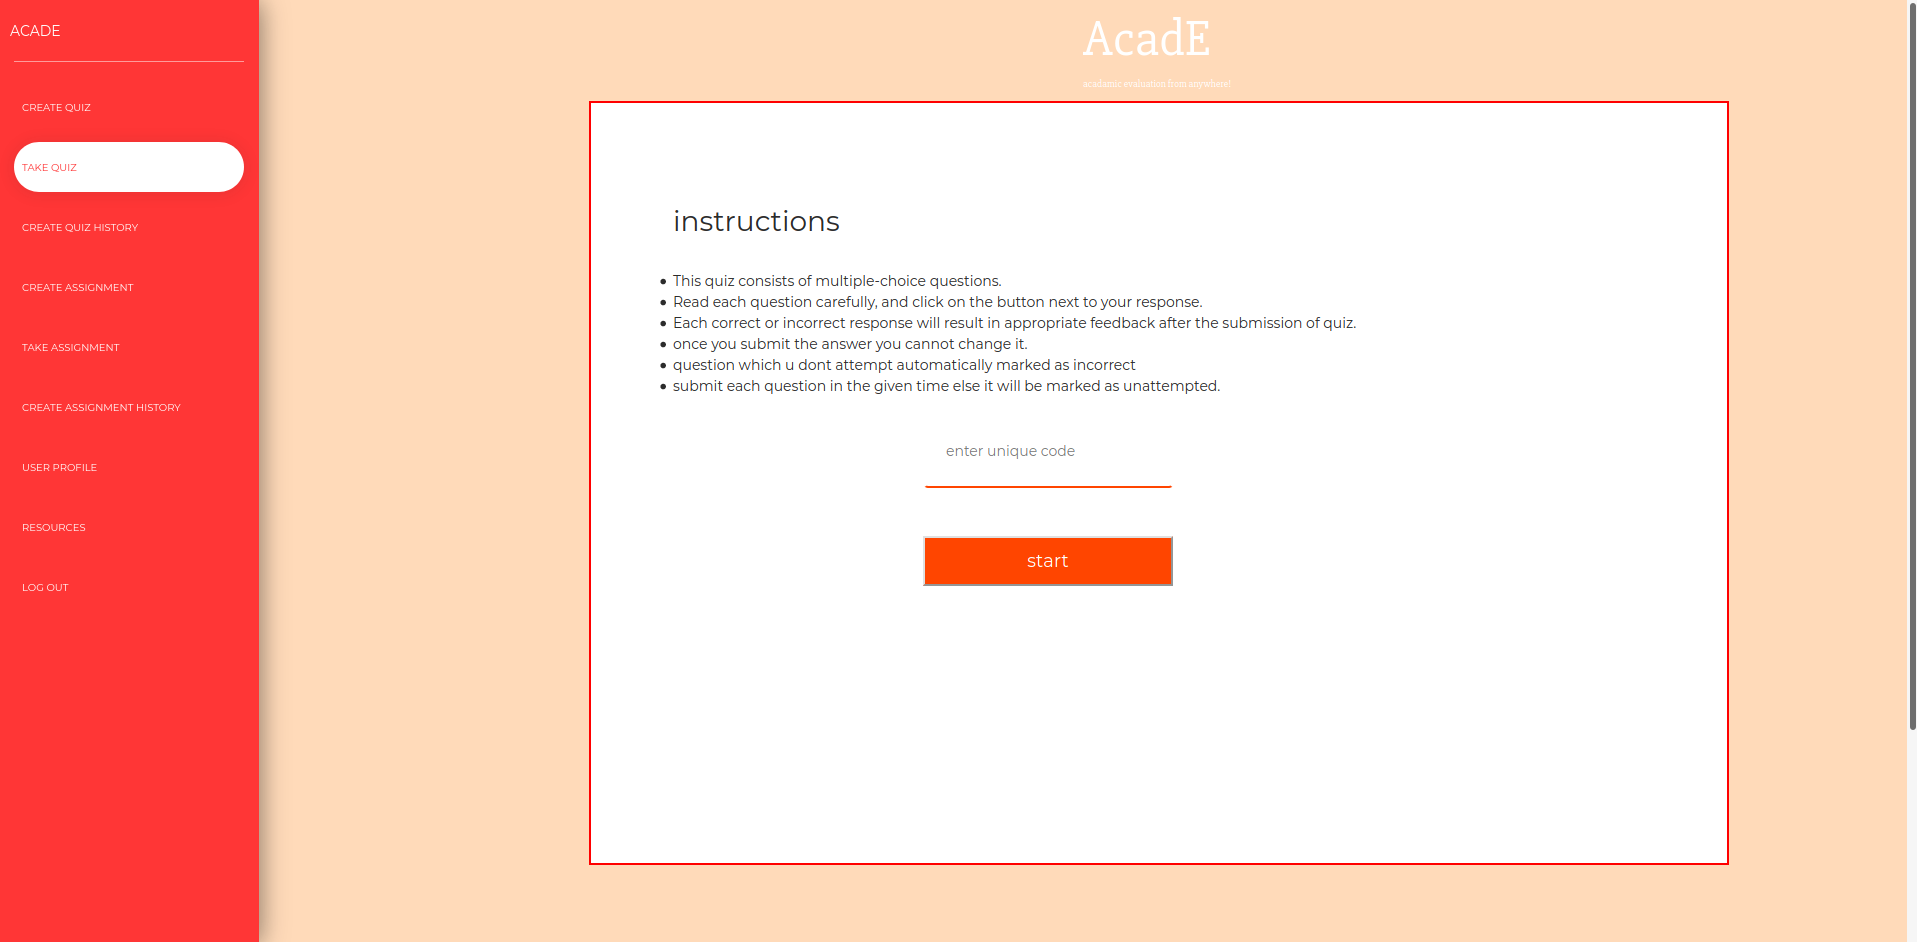 ACADE
CREATE QUIZ
TAKE QUIZ
CREATE QUIZ HISTORY
CREATE ASSIGNMENT
TAKE ASSIGNMENT
CREATE ASSIGNMENT HISTORY
USER PROFILE
RESOURCES
LOG OUT
AcadE
acadamic evaluation from anywhere!
instructions
• This quiz consists of multiple-choice questions.
• Read each question carefully, and click on the button next to your response.
• Each correct or incorrect response will result in appropriate feedback after the submission of quiz.
• once you submit the answer you cannot change it.
• question which u dont attempt automatically marked as incorrect
• submit each question in the given time else it will be marked as unattempted.
enter unique code
start